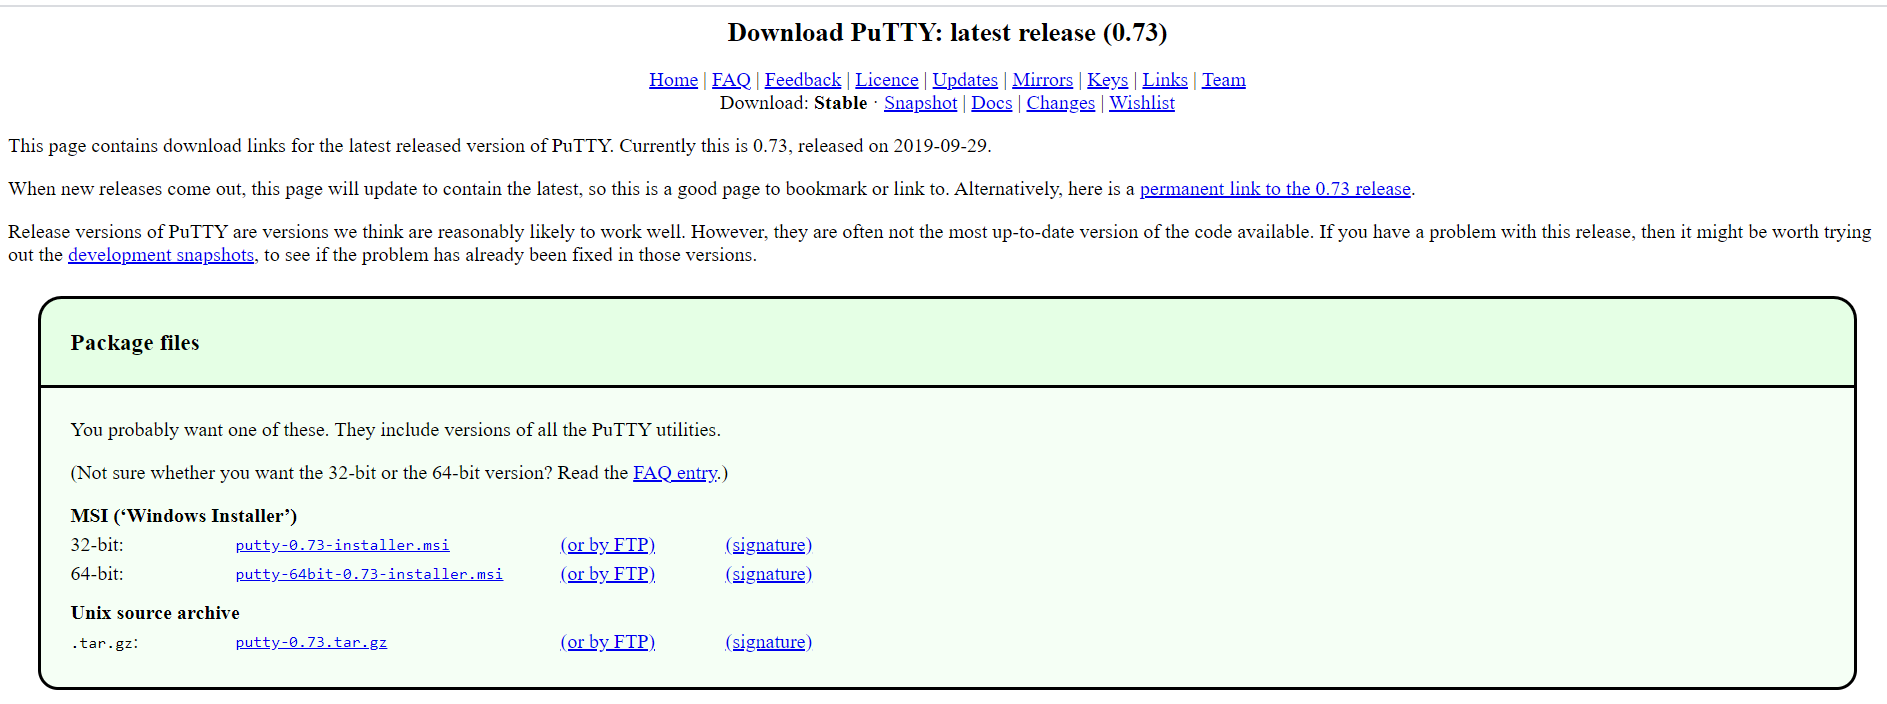 Download PuTTY: latest release (0.73)
Home | FAQ | Feedback | Licence | Updates | Mirrors | Keys | Links | Team
Download: Stable · Snapshot | Docs | Changes | Wishlist
This page contains download links for the latest released version of PuTTY. Currently this is 0.73, released on 2019-09-29.
When new releases come out, this page will update to contain the latest, so this is a good page to bookmark or link to. Alternatively, here is a permanent link to the 0.73 release.
Release versions of PuTTY are versions we think are reasonably likely to work well. However, they are often not the most up-to-date version of the code available. If you have a problem with this release, then it might be worth trying
out the development snapshots, to see if the problem has already been fixed in those versions.
Package files
You probably want one of these. They include versions of all the PuTTY utilities.
(Not sure whether you want the 32-bit or the 64-bit version? Read the FAQ entry.)
MSI (‘Windows Installer’)
32-bit: putty-0.73-installer.msi (or by FTP) (signature)
64-bit: putty-64bit-0.73-installer.msi (or by FTP) (signature)
Unix source archive
.tar.gz: putty-0.73.tar.gz (or by FTP) (signature)